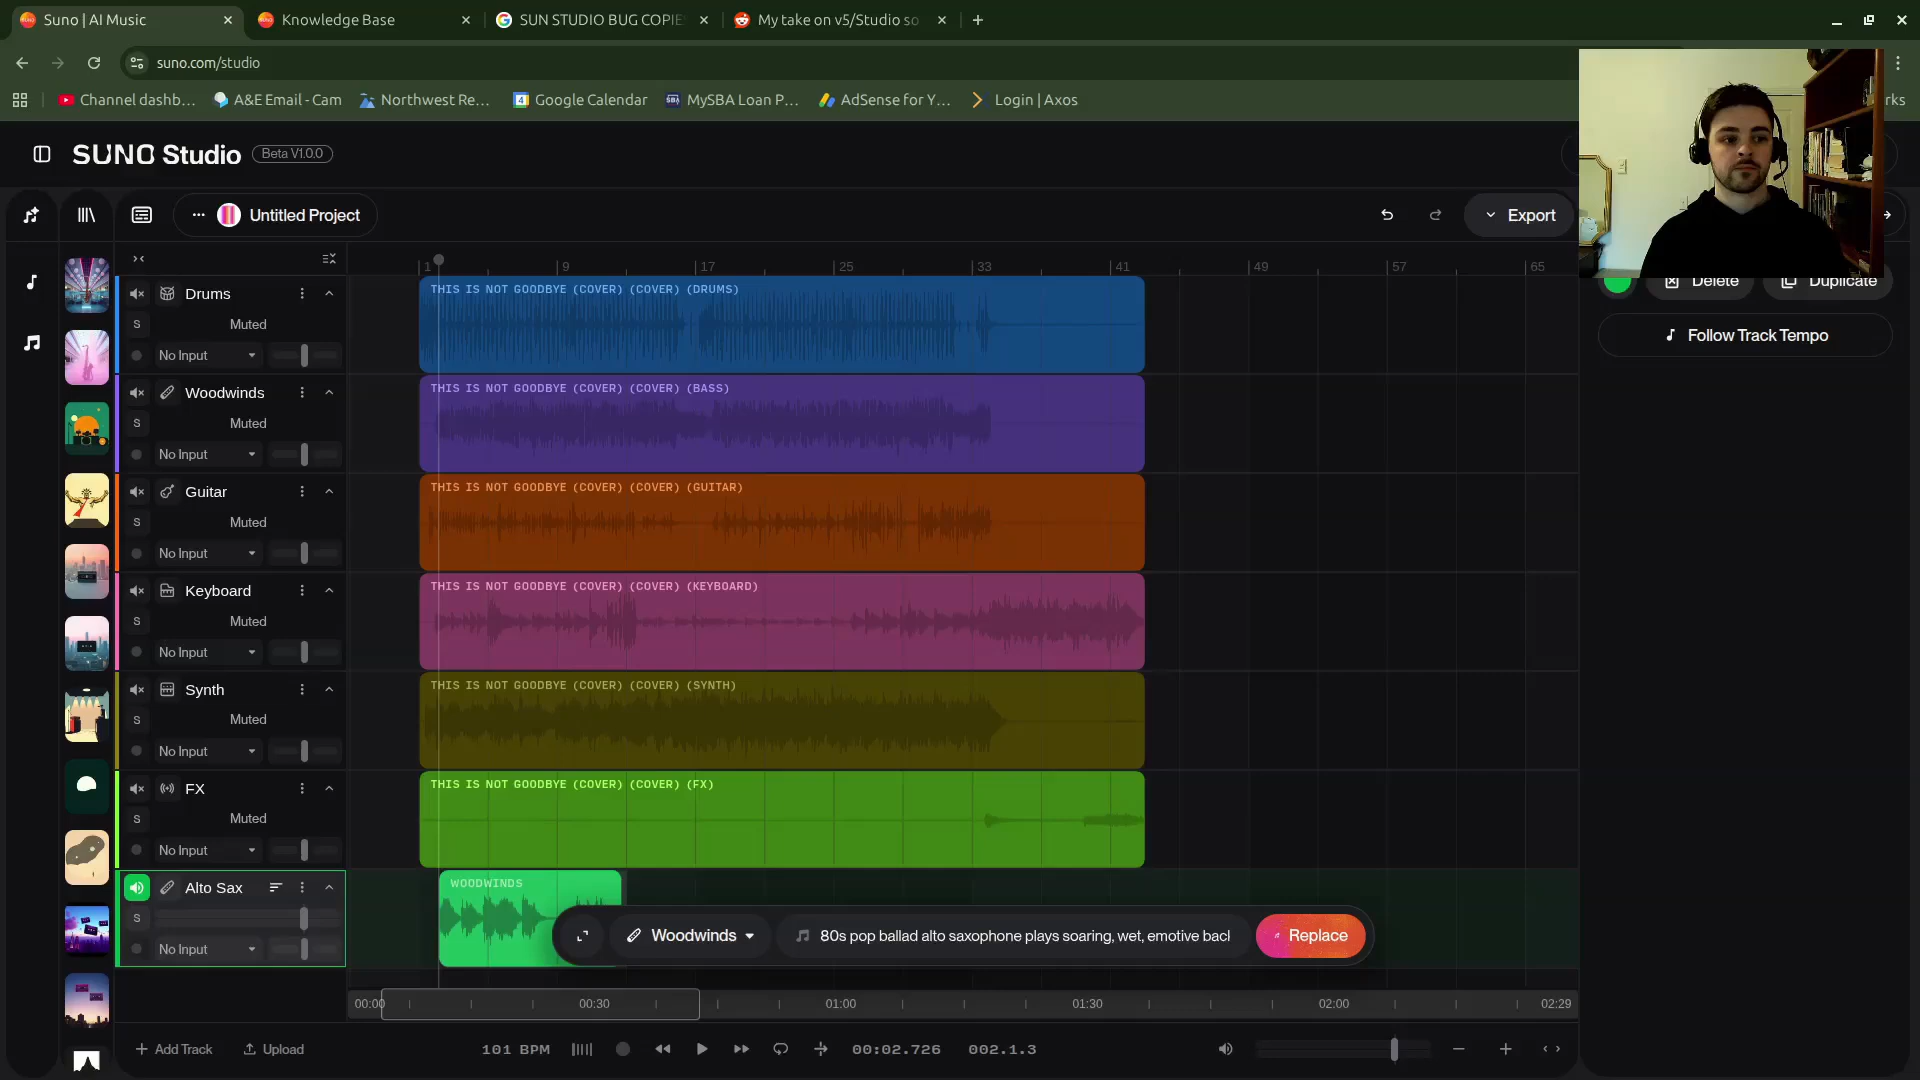 Suno | AI Music
Knowledge Base
SUN STUDIO BUG COPIE
My take on v5/Studio so
suno.com/studio
Channel dashb...
A&E Email - Cam
Northwest Re...
Google Calendar
MySBA Loan P...
AdSense for Y...
Login | Axos
rks
SUNO Studio
Beta V1.0.0
Untitled Project
Export
1
9
17
25
33
41
49
57
65
Delete
Duplicate
Follow Track Tempo
Drums
S
Muted
No Input
THIS IS NOT GOODBYE (COVER) (COVER) (DRUMS)
Woodwinds
S
Muted
No Input
THIS IS NOT GOODBYE (COVER) (COVER) (BASS)
Guitar
S
Muted
No Input
THIS IS NOT GOODBYE (COVER) (COVER) (GUITAR)
Keyboard
S
Muted
No Input
THIS IS NOT GOODBYE (COVER) (COVER) (KEYBOARD)
Synth
S
Muted
No Input
THIS IS NOT GOODBYE (COVER) (COVER) (SYNTH)
FX
S
Muted
No Input
THIS IS NOT GOODBYE (COVER) (COVER) (FX)
Alto Sax
S
No Input
WOODWINDS
Woodwinds
80s pop ballad alto saxophone plays soaring, wet, emotive bacl
Replace
00:00
00:30
01:00
01:30
02:00
02:29
Add Track
Upload
101 BPM
00:02.726
002.1.3